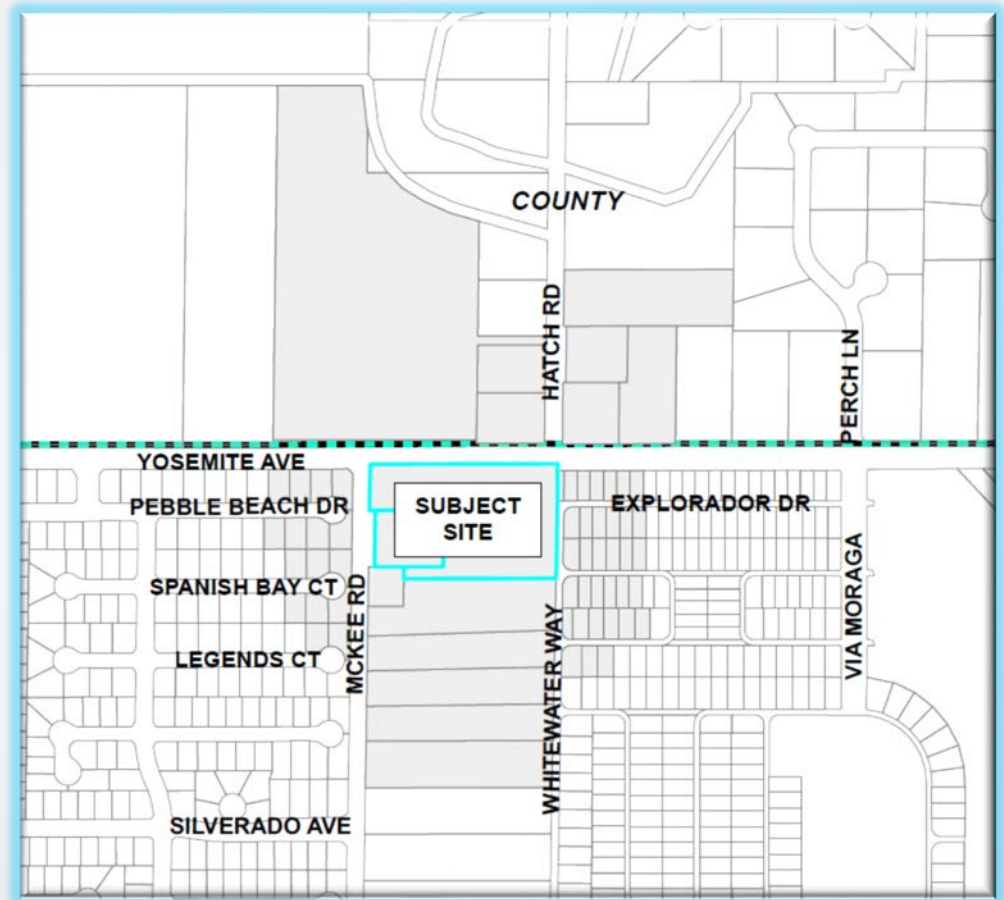 COUNTY
HATCH RD
PERCH LN
YOSEMITE AVE
PEBBLE BEACH DR
SUBJECT
SITE
EXPLORADOR DR
SPANISH BAY CT
MCKEE RD
LEGENDS CT
WHITEWATER WAY
VIA MORAGA
SILVERADO AVE